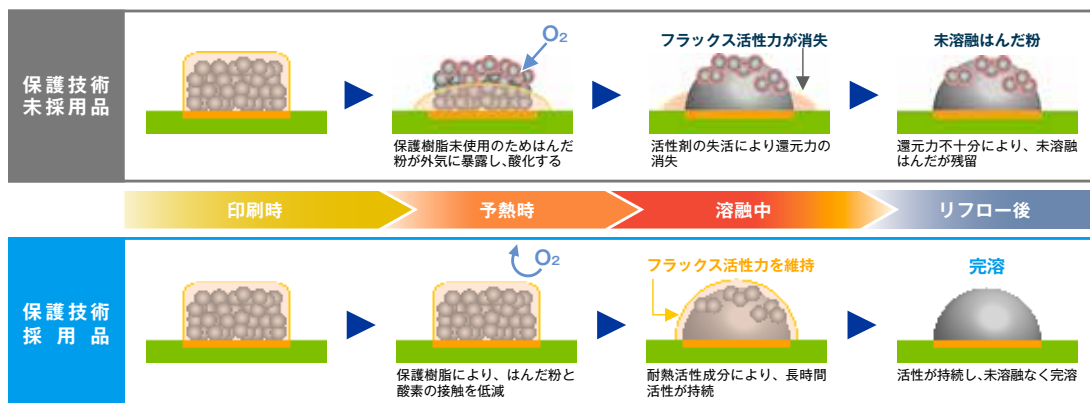 保護技術
未採用品
O₂
フラックス活性力が消失
未溶融はんだ粉
保護樹脂未使用のためはんだ
粉が外気に暴露し、酸化する
活性剤の失活により還元力の
消失
還元力不十分により、未溶融
はんだが残留
印刷時
予熱時
溶融中
リフロー後
保護技術
採用品
O₂
フラックス活性力を維持
完溶
保護樹脂により、はんだ粉と
酸素の接触を低減
耐熱活性成分により、長時間
活性が持続
活性が持続し、未溶融なく完溶